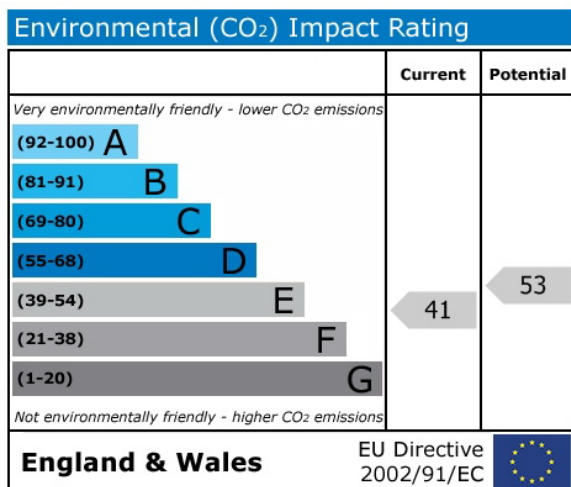 Environmental (CO₂) Impact Rating
Current Potential
Very environmentally friendly - lower CO₂ emissions
(92-100) A
(81-91) B
(69-80) C
(55-68) D
(39-54) E
(21-38) F
(1-20) G
41
53
Not environmentally friendly - higher CO₂ emissions
England & Wales
EU Directive
2002/91/EC